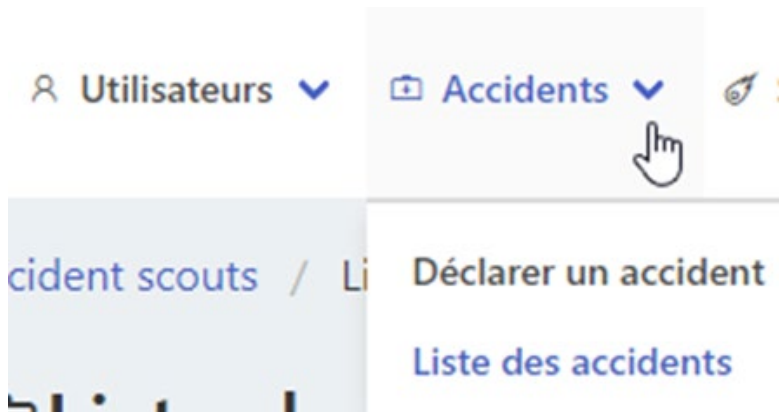 Utilisateurs Accidents
cident scouts / Li
Déclarer un accident
Liste des accidents